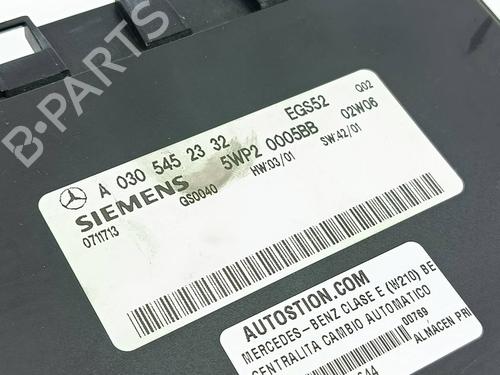 B-PARTS
A 030 545 23 32 EGS52 Q02
SIEMENS 5WP2 0005BB 02W06
GS0040 HW:03/01 SW:42/01
0711713
AUTOSTION.COM
MERCEDES-BENZ CLASE E (W210) BE
CENTRALITA CAMBIO AUTOMATICO
00769
ALMACEN PRI